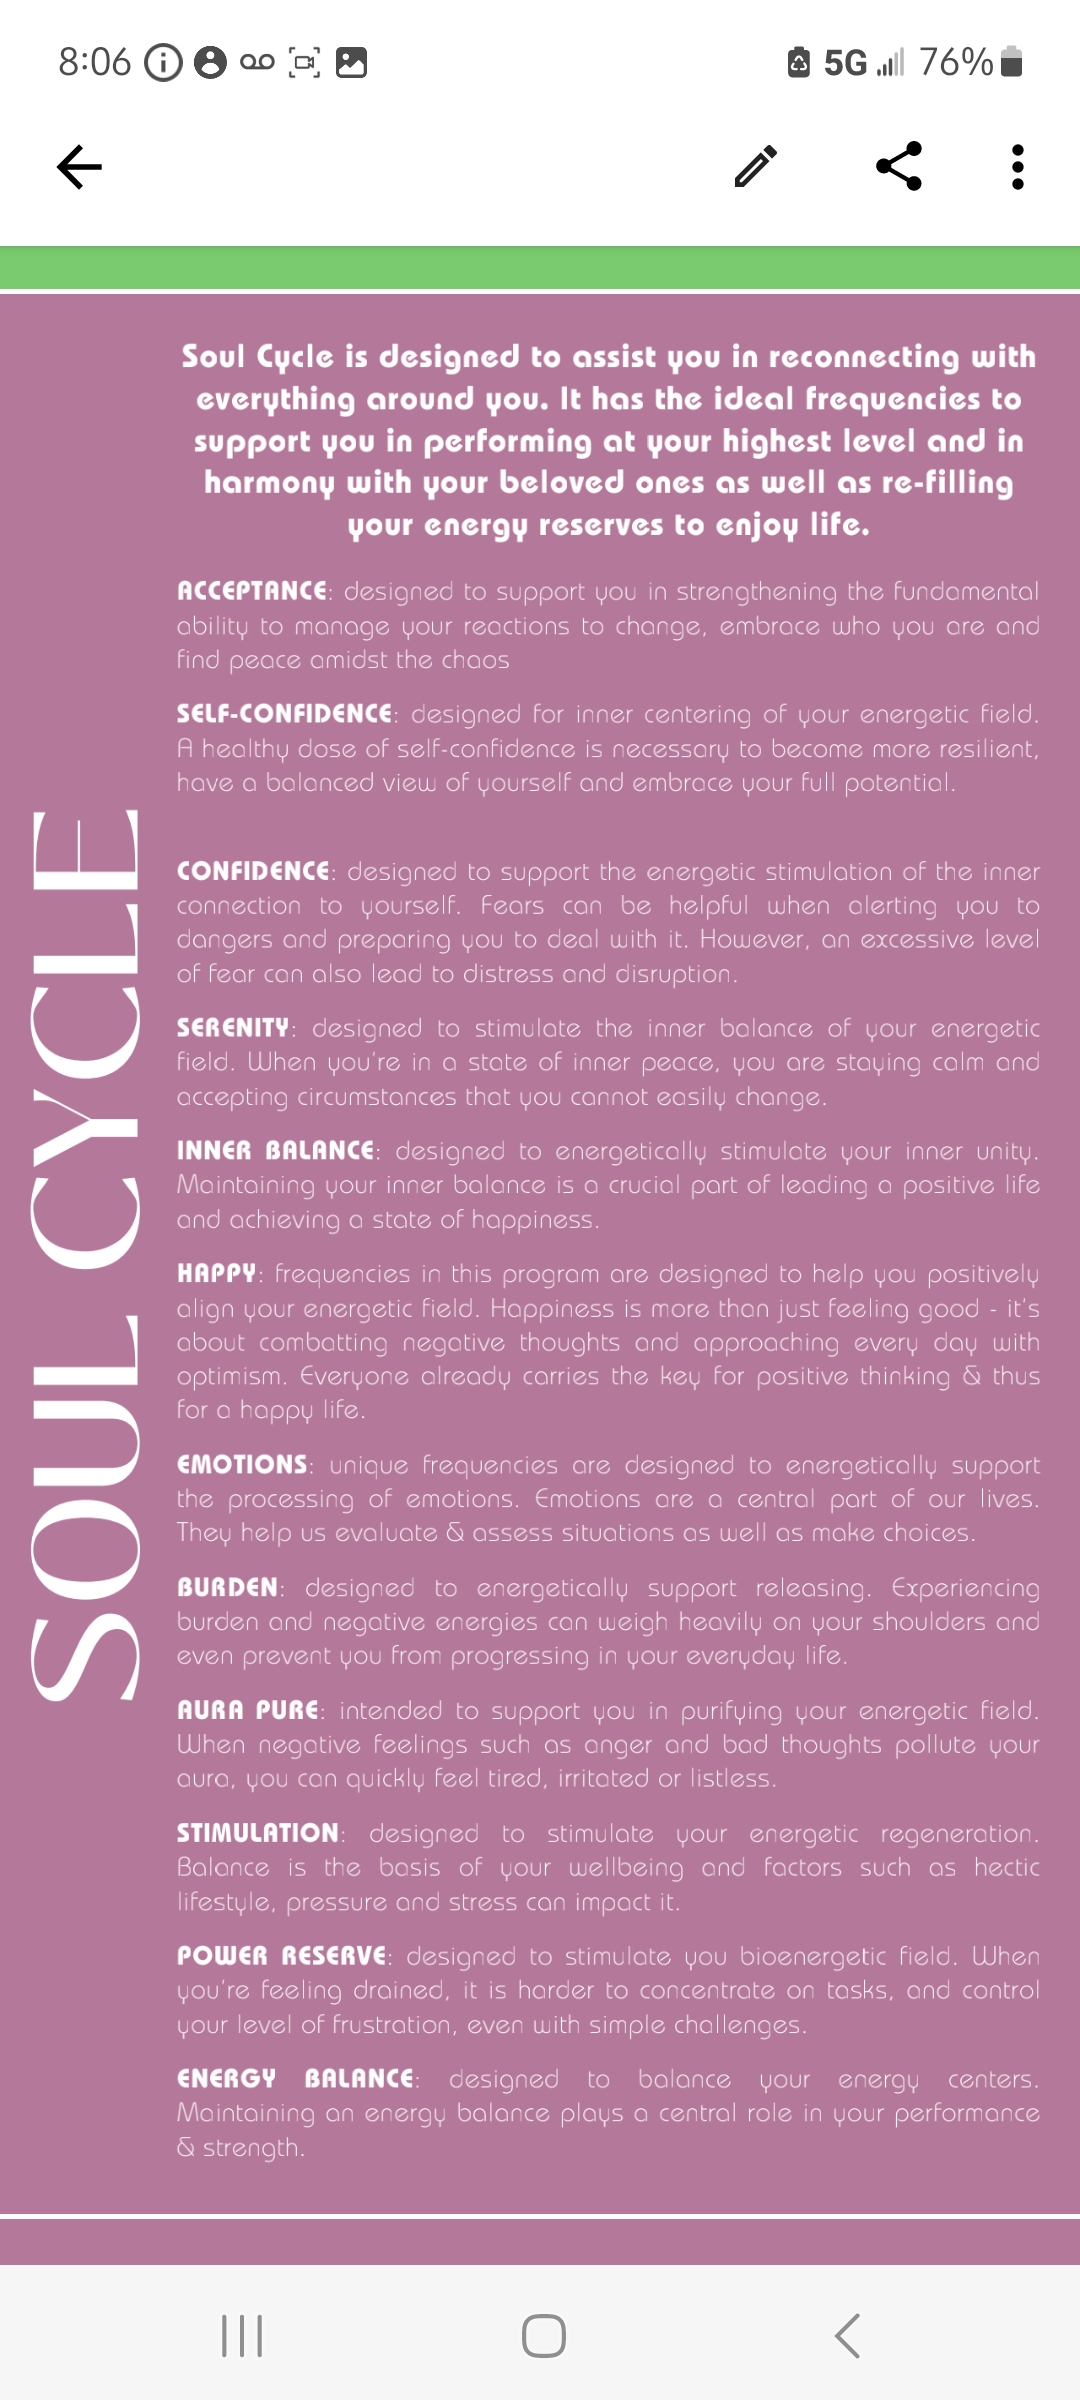 8:06
5G
76%
Soul Cycle is designed to assist you in reconnecting with
everything around you. It has the ideal frequencies to
support you in performing at your highest level and in
harmony with your beloved ones as well as re-filling
your energy reserves to enjoy life.
SOUL CYCLE
ACCEPTANCE: designed to support you in strengthening the fundamental
ability to manage your reactions to change, embrace who you are and
find peace amidst the chaos
SELF-CONFIDENCE: designed for inner centering of your energetic field.
A healthy dose of self-confidence is necessary to become more resilient,
have a balanced view of yourself and embrace your full potential.
CONFIDENCE: designed to support the energetic stimulation of the inner
connection to yourself. Fears can be helpful when alerting you to
dangers and preparing you to deal with it. However, an excessive level
of fear can also lead to distress and disruption.
SERENITY: designed to stimulate the inner balance of your energetic
field. When you're in a state of inner peace, you are staying calm and
accepting circumstances that you cannot easily change.
INNER BALANCE: designed to energetically stimulate your inner unity.
Maintaining your inner balance is a crucial part of leading a positive life
and achieving a state of happiness.
HAPPY: frequencies in this program are designed to help you positively
align your energetic field. Happiness is more than just feeling good - it's
about combatting negative thoughts and approaching every day with
optimism. Everyone already carries the key for positive thinking & thus
for a happy life.
EMOTIONS: unique frequencies are designed to energetically support
the processing of emotions. Emotions are a central part of our lives.
They help us evaluate & assess situations as well as make choices.
BURDEN: designed to energetically support releasing. Experiencing
burden and negative energies can weigh heavily on your shoulders and
even prevent you from progressing in your everyday life.
AURA PURE: intended to support you in purifying your energetic field.
When negative feelings such as anger and bad thoughts pollute your
aura, you can quickly feel tired, irritated or listless.
STIMULATION: designed to stimulate your energetic regeneration.
Balance is the basis of your wellbeing and factors such as hectic
lifestyle, pressure and stress can impact it.
POWER RESERVE: designed to stimulate you bioenergetic field. When
you're feeling drained, it is harder to concentrate on tasks, and control
your level of frustration, even with simple challenges.
ENERGY BALANCE: designed to balance your energy centers.
Maintaining an energy balance plays a central role in your performance
& strength.